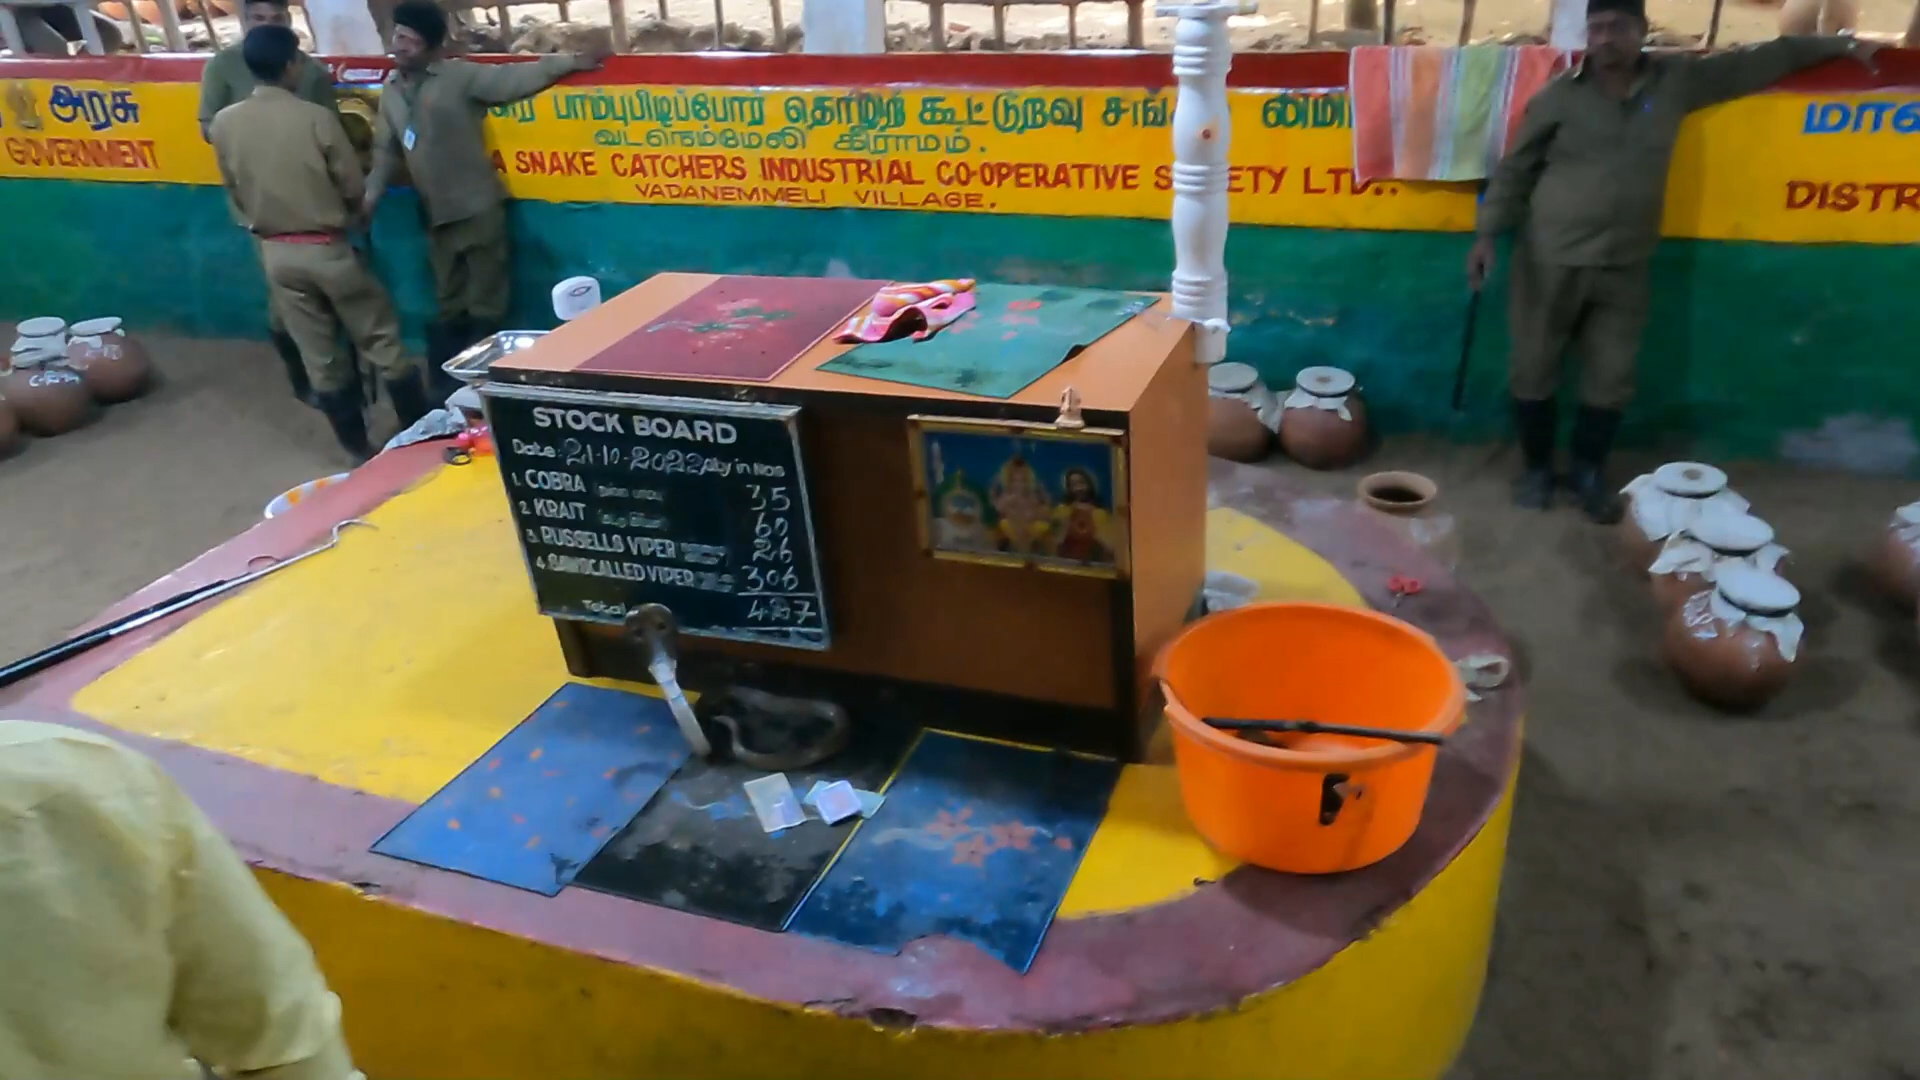 அரசு
GOVERNMENT
பாம்புபிடிப்போர் தொழிற் கூட்டுறவு
வடநெம்மேலி கிராமம்.
A SNAKE CATCHERS INDUSTRIAL CO-OPERATIVE LTD..
VADANEMMELI VILLAGE.
மாவ
DISTR
STOCK BOARD
Date: 21-10-2022 Qty in Nos
1. COBRA 35
2. KRAIT 60
3. RUSSELLS VIPER 26
4. SAWSCALLED VIPER 306
Total 427